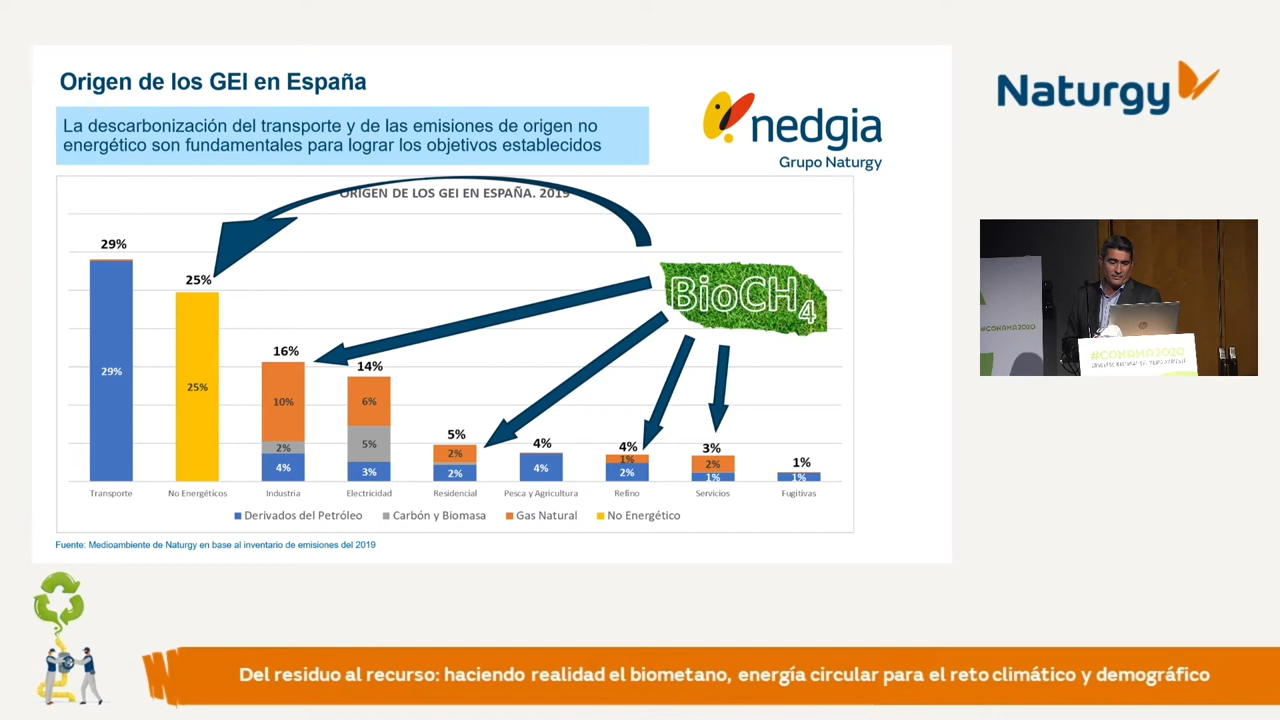 Origen de los GEI en España
La descarbonización del transporte y de las emisiones de origen no
energético son fundamentales para lograr los objetivos establecidos
nedgia
Grupo Naturgy
Naturgy
ORIGEN DE LOS GEI EN ESPAÑA. 2019
29%
25%
16%
14%
5%
4%
4%
3%
1%
BioCH4
29%
25%
10%
2%
4%
6%
5%
3%
2%
2%
4%
1%
2%
2%
1%
1%
Transporte
No Energéticos
Industria
Electricidad
Residencial
Pesca y Agricultura
Refino
Servicios
Fugitivas
Derivados del Petróleo
Carbón y Biomasa
Gas Natural
No Energético
Fuente: Medioambiente de Naturgy en base al inventario de emisiones del 2019
#CONAMA2020
#CONAMA2020
hp
Del residuo al recurso: haciendo realidad el biometano, energía circular para el reto climático y demográfico